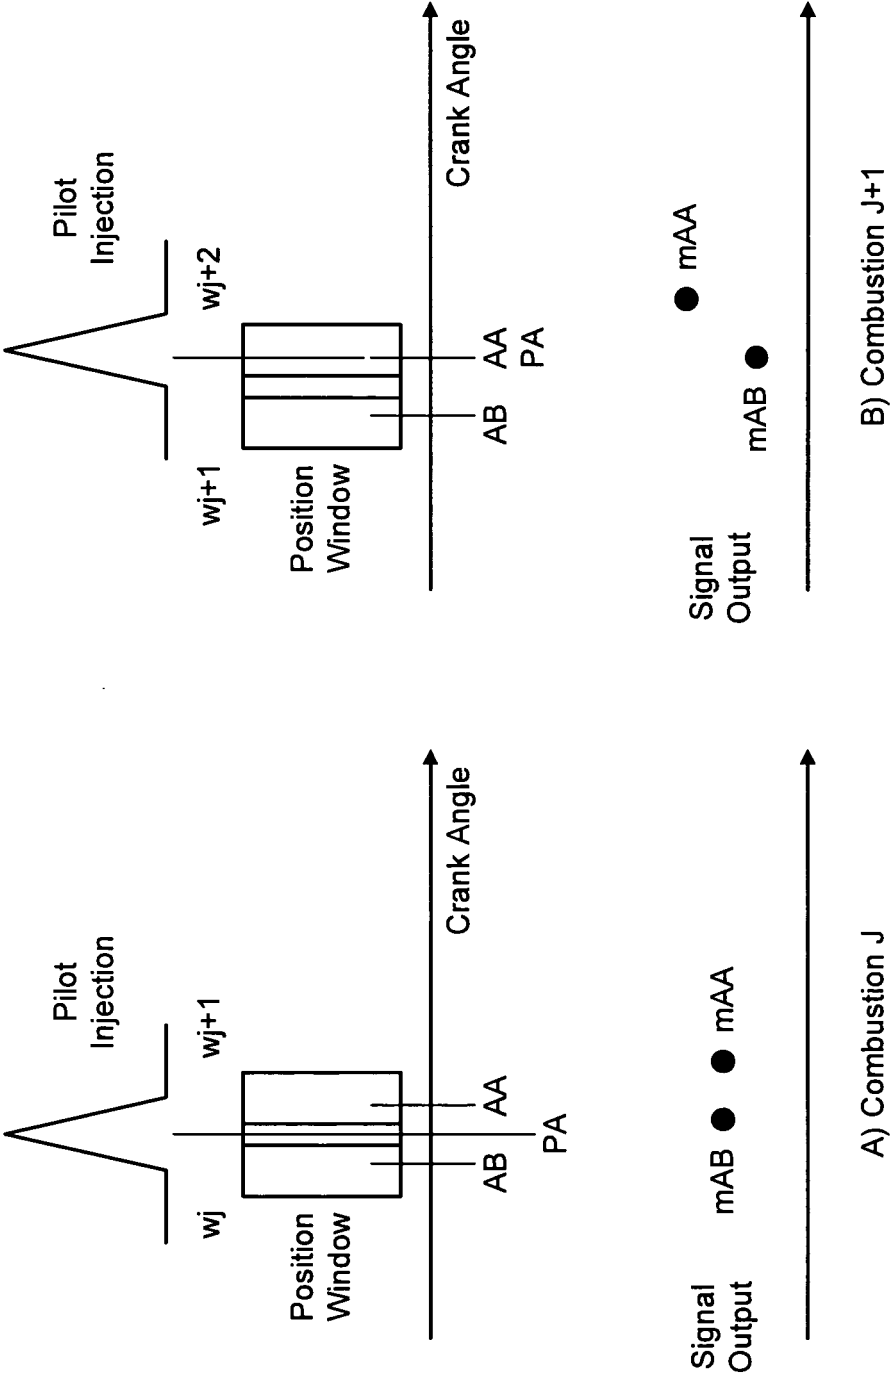 Pilot
Injection
wj
wj+1
Position
Window
AB
AA
PA
Crank Angle
Signal
Output
mAB
mAA
A) Combustion J
Pilot
Injection
wj+1
wj+2
Position
Window
AB
AA
PA
Crank Angle
Signal
Output
mAB
mAA
B) Combustion J+1